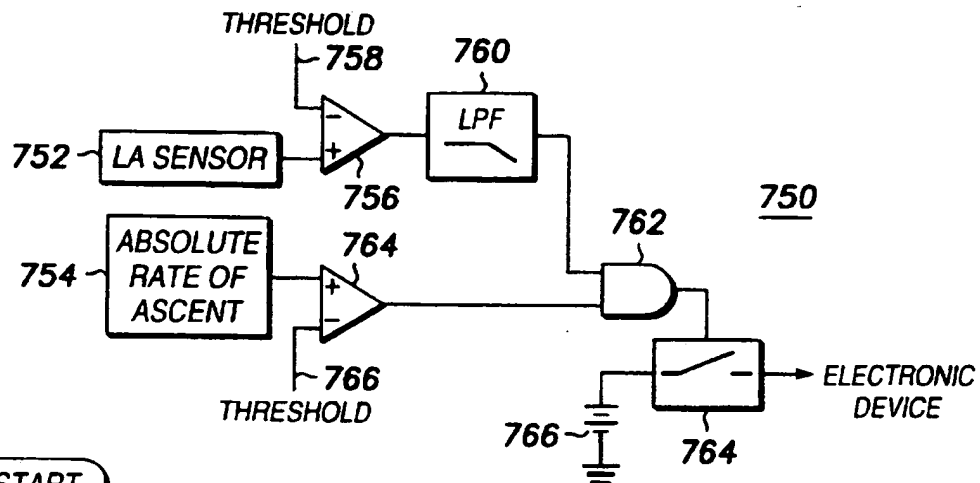 THRESHOLD
758
760
LPF
752
LA SENSOR
756
750
762
764
754
ABSOLUTE
RATE OF
ASCENT
766
THRESHOLD
ELECTRONIC
DEVICE
766
764
START